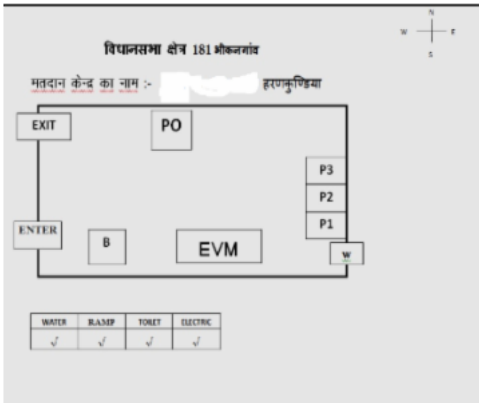 N
W E
S
विधानसभा क्षेत्र 181 भीकनगांव
मतदान केन्द्र का नाम :- हरणकुण्डिया
EXIT
PO
P3
P2
P1
ENTER
B
EVM
W
WATER RAMP TOILET ELECTRIC
√ √ √ √